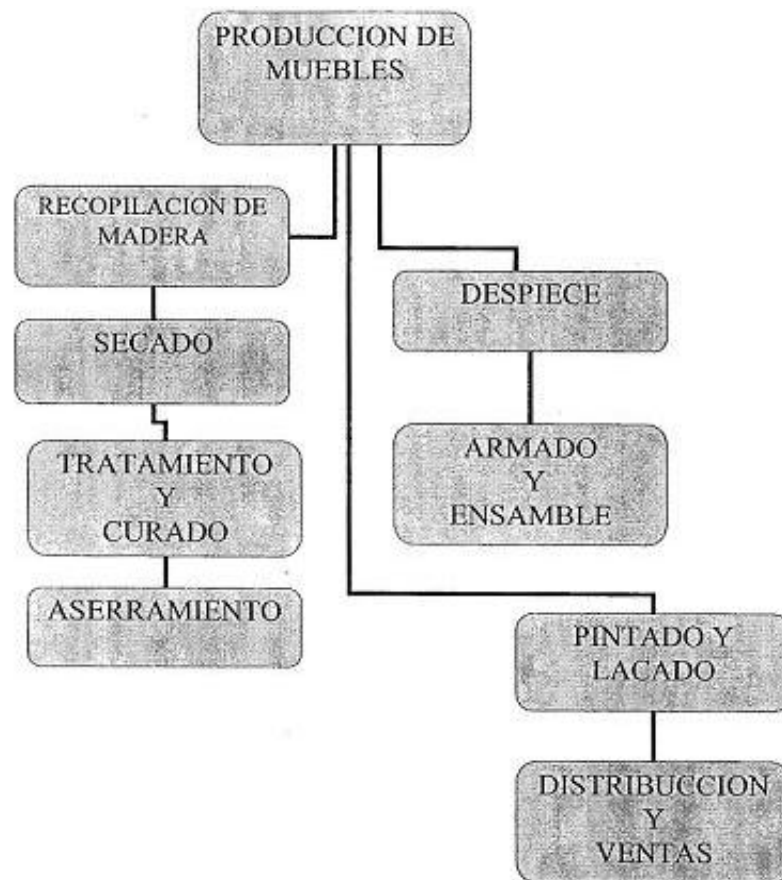 PRODUCCION DE
MUEBLES
RECOPILACION DE
MADERA
SECADO
TRATAMIENTO
Y
CURADO
ASERRAMIENTO
DESPIECE
ARMADO
Y
ENSAMBLE
PINTADO Y
LACADO
DISTRIBUCCION
Y
VENTAS